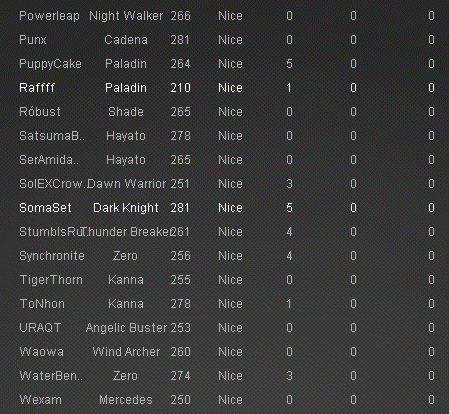 Powerleap Night Walker 266 Nice 0 0 0
Punx Cadena 281 Nice 0 0 0
PuppyCake Paladin 264 Nice 5 0 0
Raffff Paladin 210 Nice 1 0 0
Róbust Shade 265 Nice 0 0 0
SatsumaB.. Hayato 278 Nice 0 0 0
SerAmida.. Hayato 265 Nice 0 0 0
SolEXCrow.. Dawn Warrior 251 Nice 3 0 0
SomaSet Dark Knight 281 Nice 5 0 0
StumblsRu.. Thunder Breaker 261 Nice 4 0 0
Synchronite Zero 256 Nice 4 0 0
TigerThorn Kanna 255 Nice 0 0 0
ToNhon Kanna 278 Nice 1 0 0
URAQT Angelic Buster 253 Nice 0 0 0
Waowa Wind Archer 260 Nice 0 0 0
WaterBen.. Zero 274 Nice 3 0 0
Wexam Mercedes 250 Nice 0 0 0